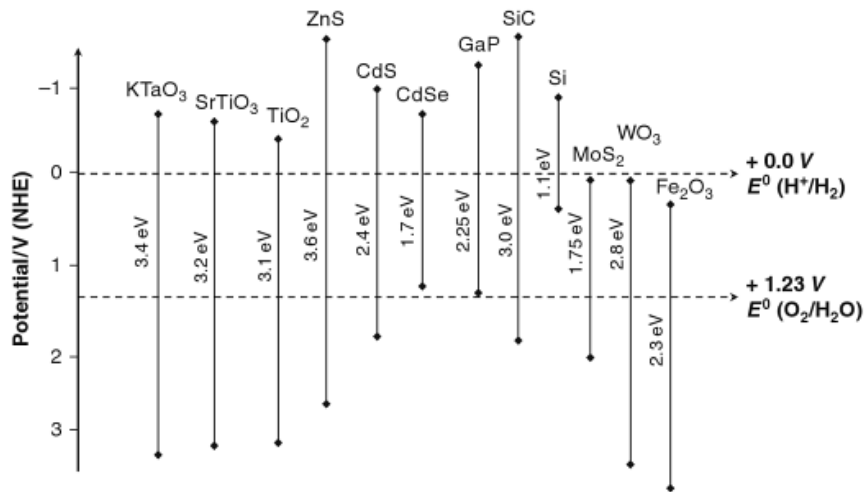 ZnS
SiC
GaP
Si
CdS
CdSe
KTaO₃
SrTiO₃
TiO₂
WO₃
MoS₂
Fe₂O₃
–1
0
1
2
3
Potential/V (NHE)
3.4 eV
3.2 eV
3.1 eV
3.6 eV
2.4 eV
1.7 eV
2.25 eV
3.0 eV
1.1 eV
1.75 eV
2.8 eV
2.3 eV
+ 0.0 V
E⁰ (H⁺/H₂)
+ 1.23 V
E⁰ (O₂/H₂O)